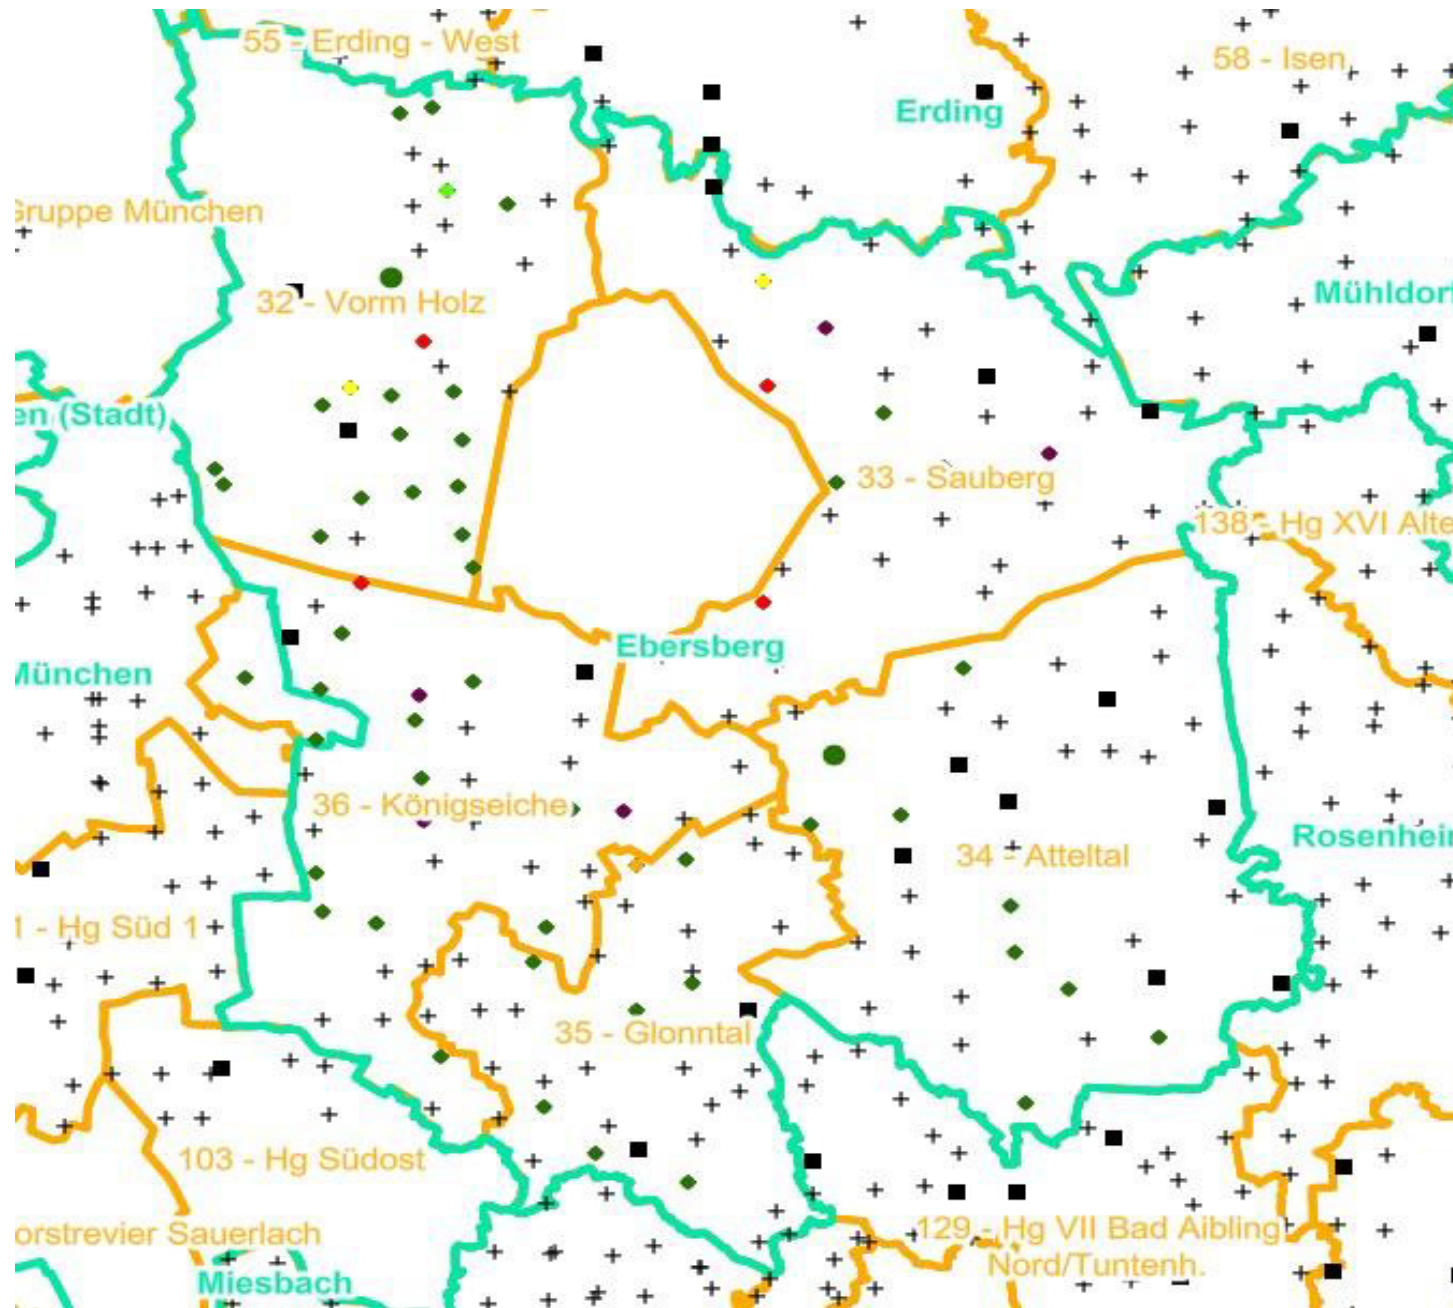 55 - Erding - West
58 - Isen
Erding
Gruppe München
Mühldorf
32 - Vorm Holz
en (Stadt)
33 - Sauberg
138 - Hg XVI Alte
Ebersberg
München
36 - Königseiche
Rosenhei
34 - Atteltal
1 - Hg Süd 1
35 - Glonntal
103 - Hg Südost
orstrevier Sauerlach
129 - Hg VII Bad Aibling
Nord/Tuntenh.
Miesbach